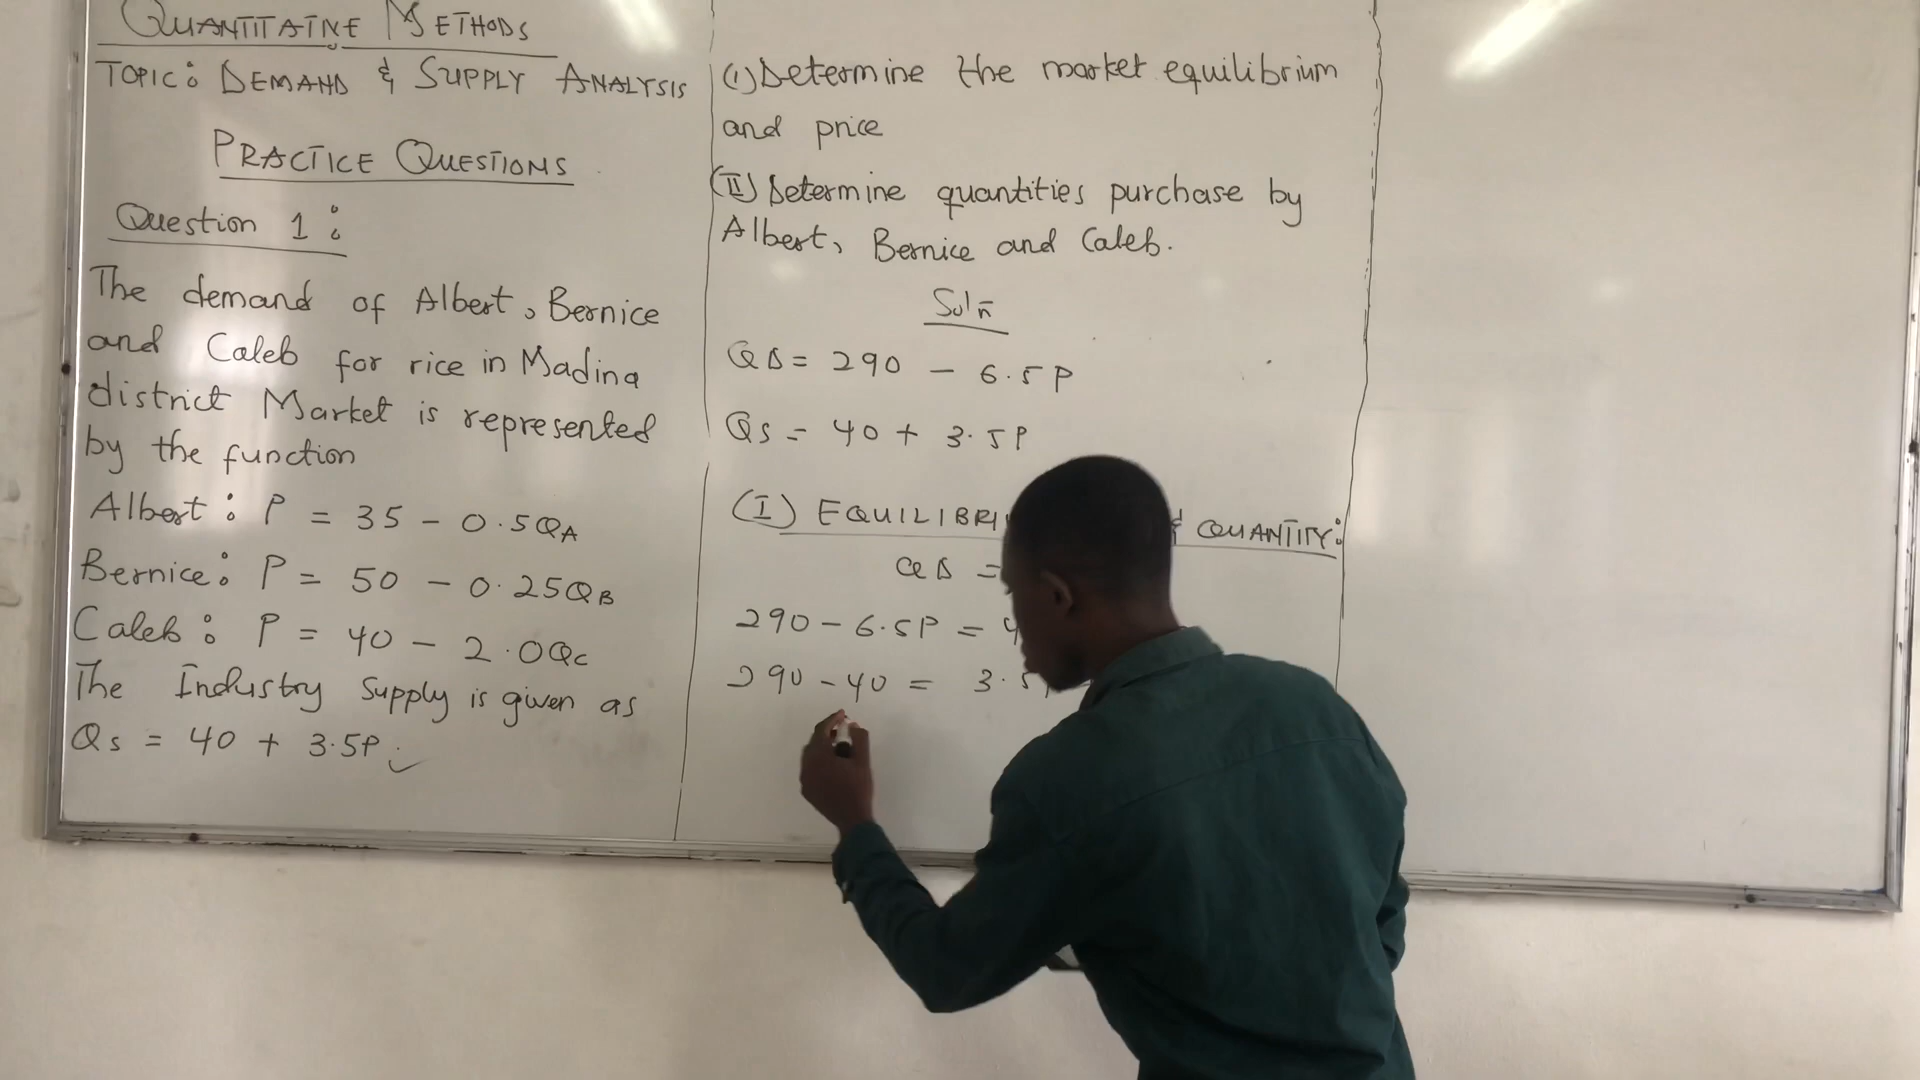 QUANTITATIVE METHODS
TOPIC: DEMAND & SUPPLY ANALYSIS
PRACTICE QUESTIONS
Question 1:
The demand of Albert, Bernice
and Caleb for rice in Madina
district Market is represented
by the function
Albert: P = 35 - 0.5QA
Bernice: P = 50 - 0.25QB
Caleb: P = 40 - 2.0Qc
The Industry Supply is given as
Qs = 40 + 3.5P.
(I) Determine the market equilibrium
and price
(II) Determine quantities purchase by
Albert, Bernice and Caleb.
Solñ
QD = 290 - 6.5P
Qs = 40 + 3.5P
(I) EQUILIBRI & QUANTITY:
QD =
290 - 6.5P = 4
290 - 40 = 3.5